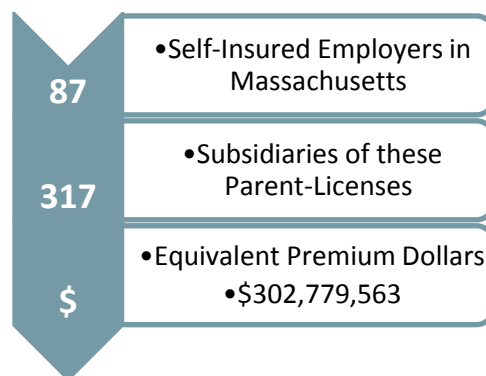 87
•Self-Insured Employers in
Massachusetts
317
•Subsidiaries of these
Parent-Licenses
$
•Equivalent Premium Dollars
•$302,779,563